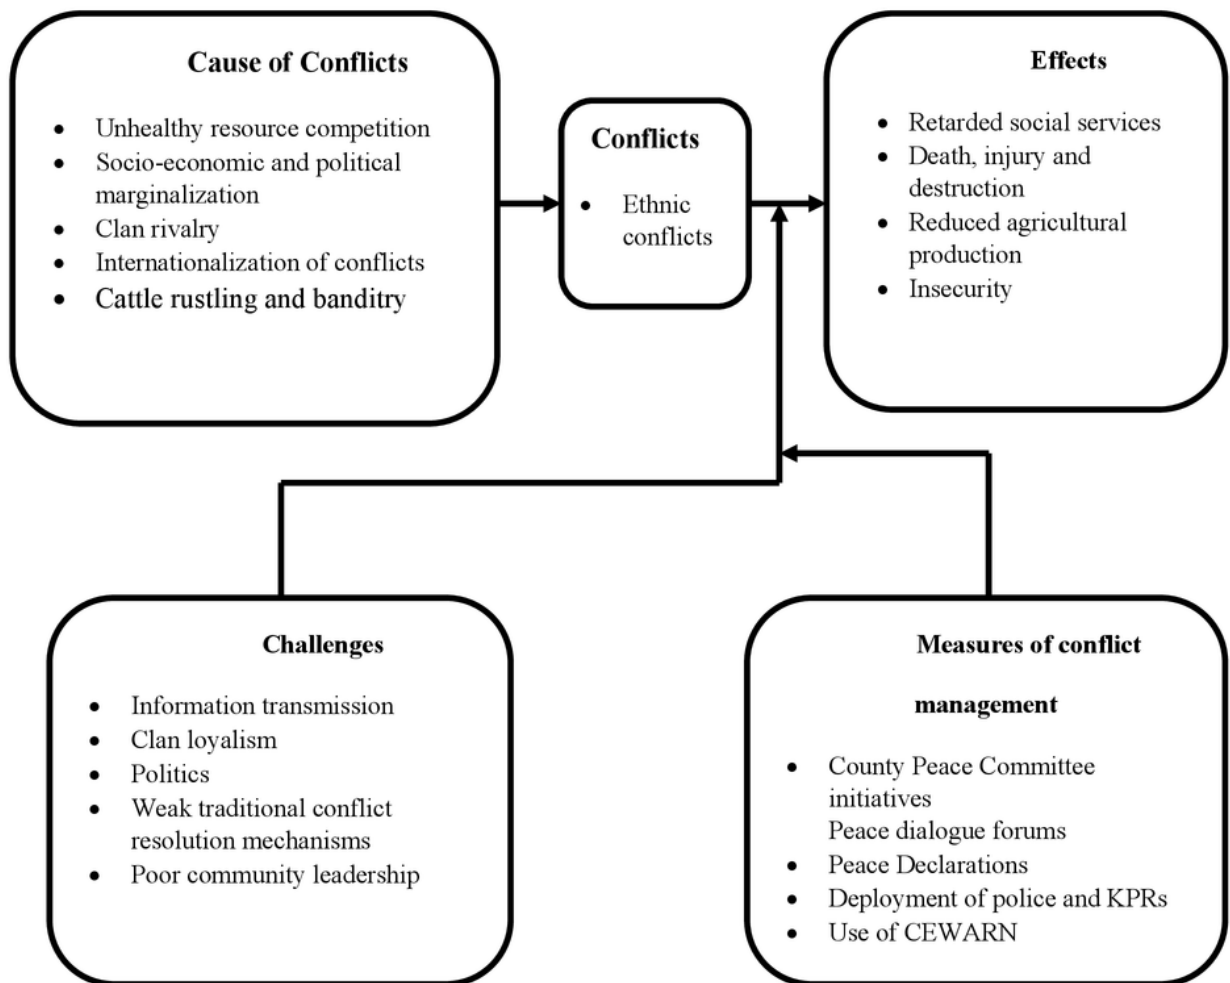 Cause of Conflicts
• Unhealthy resource competition
• Socio-economic and political
marginalization
• Clan rivalry
• Internationalization of conflicts
• Cattle rustling and banditry
Conflicts
• Ethnic
conflicts
Effects
• Retarded social services
• Death, injury and
destruction
• Reduced agricultural
production
• Insecurity
Challenges
• Information transmission
• Clan loyalism
• Politics
• Weak traditional conflict
resolution mechanisms
• Poor community leadership
Measures of conflict
management
• County Peace Committee
initiatives
Peace dialogue forums
• Peace Declarations
• Deployment of police and KPRs
• Use of CEWARN